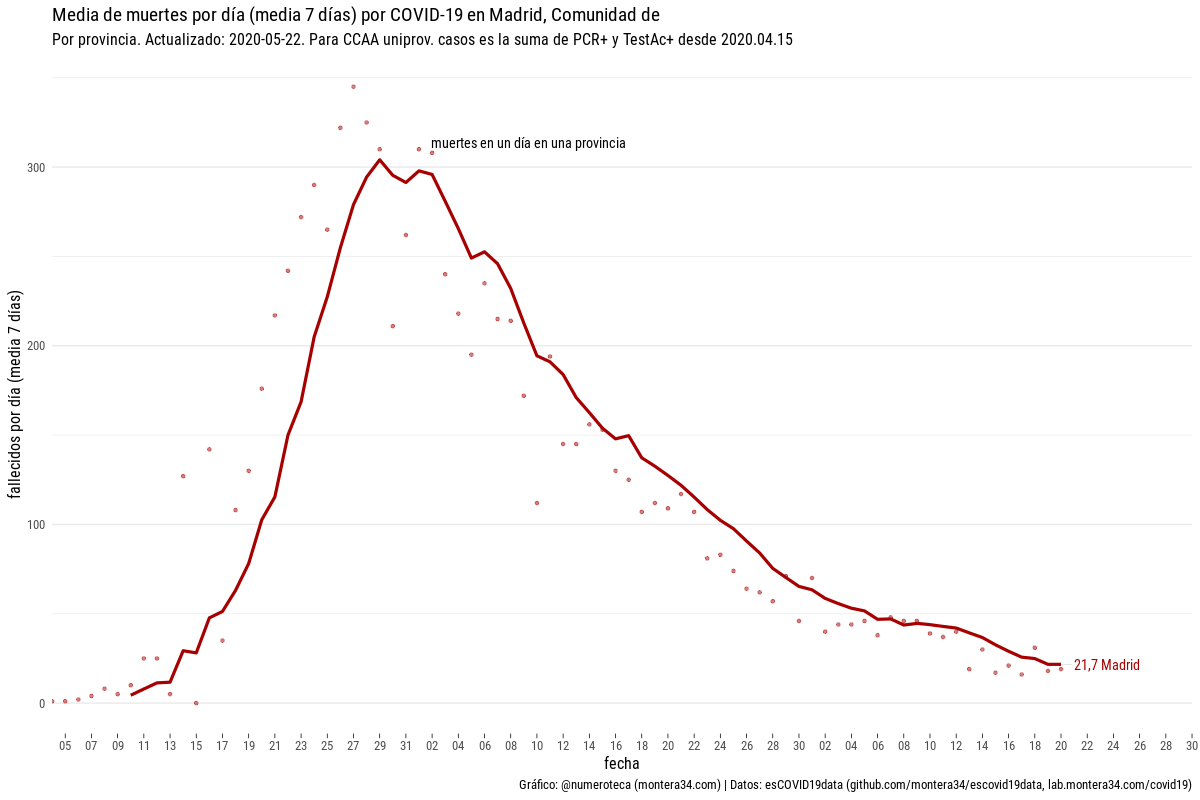 Media de muertes por día (media 7 días) por COVID-19 en Madrid, Comunidad de
Por provincia. Actualizado: 2020-05-22. Para CCAA uniprov. casos es la suma de PCR+ y TestAc+ desde 2020.04.15
muertes en un día en una provincia
300
200
100
0
fallecidos por día (media 7 días)
21,7 Madrid
05 07 09 11 13 15 17 19 21 23 25 27 29 31 02 04 06 08 10 12 14 16 18 20 22 24 26 28 30 02 04 06 08 10 12 14 16 18 20 22 24 26 28 30
fecha
Gráfico: @numeroteca (montera34.com) | Datos: esCOVID19data (github.com/montera34/escovid19data, lab.montera34.com/covid19)